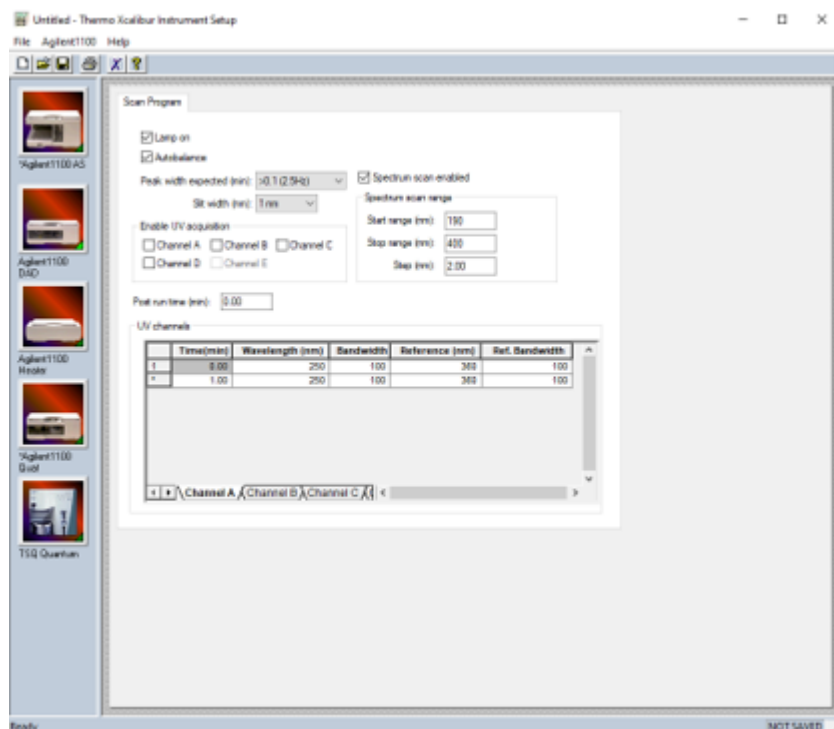 Untitled - Thermo Xcalibur Instrument Setup
File Agilent1100 Help
*Agilent1100 AS
Agilent1100 DAD
Agilent1100 Heater
*Agilent1100 Quat
TSQ Quantum
Scan Program
Lamp on
Autobalance
Peak width expected (min): >0.1 (2.5Hz)
Slit width (nm): 1 nm
Spectrum scan enabled
Spectrum scan range
Start range (nm): 190
Stop range (nm): 400
Step (nm): 2.00
Enable UV acquisition
Channel A Channel B Channel C
Channel D Channel E
Post run time (min): 0.00
UV channels
Time(min) Wavelength (nm) Bandwidth Reference (nm) Ref. Bandwidth
1 0.00 250 100 360 100
* 1.00 250 100 360 100
Channel A Channel B Channel C
Ready NOT SAVED